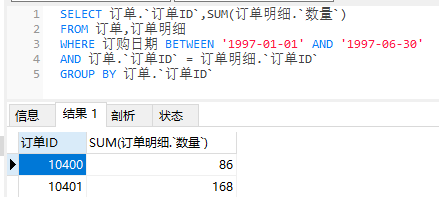 1 SELECT 订单.`订单ID`,SUM(订单明细.`数量`)
2 FROM 订单,订单明细
3 WHERE 订购日期 BETWEEN '1997-01-01' AND '1997-06-30'
4 AND 订单.`订单ID` = 订单明细.`订单ID`
5 GROUP BY 订单.`订单ID`
信息 结果 1 剖析 状态
订单ID SUM(订单明细.`数量`)
10400 86
10401 168